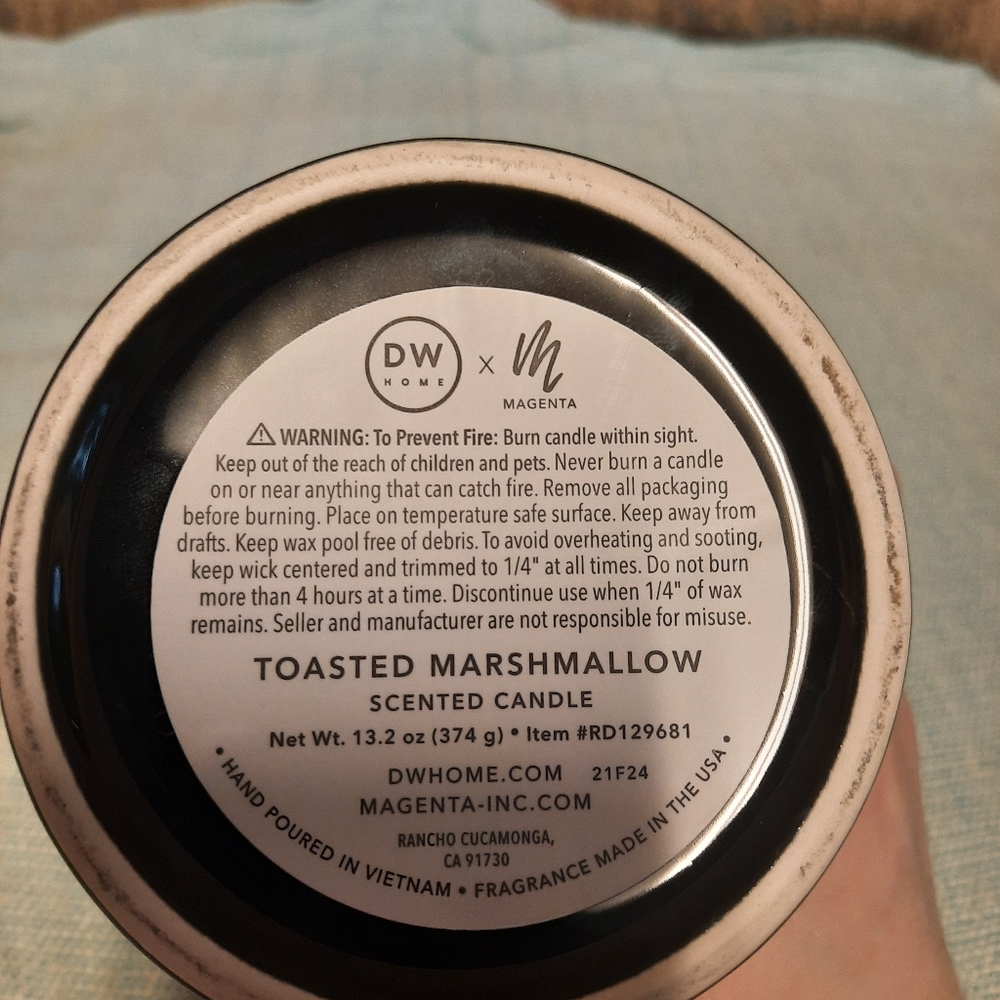 DW
HOME
X
M
MAGENTA
⚠ WARNING: To Prevent Fire: Burn candle within sight.
Keep out of the reach of children and pets. Never burn a candle
on or near anything that can catch fire. Remove all packaging
before burning. Place on temperature safe surface. Keep away from
drafts. Keep wax pool free of debris. To avoid overheating and sooting,
keep wick centered and trimmed to 1/4" at all times. Do not burn
more than 4 hours at a time. Discontinue use when 1/4" of wax
remains. Seller and manufacturer are not responsible for misuse.
TOASTED MARSHMALLOW
SCENTED CANDLE
Net Wt. 13.2 oz (374 g) • Item #RD129681
DWHOME.COM 21F24
MAGENTA-INC.COM
RANCHO CUCAMONGA,
CA 91730
• HAND POURED IN VIETNAM • FRAGRANCE MADE IN THE USA •